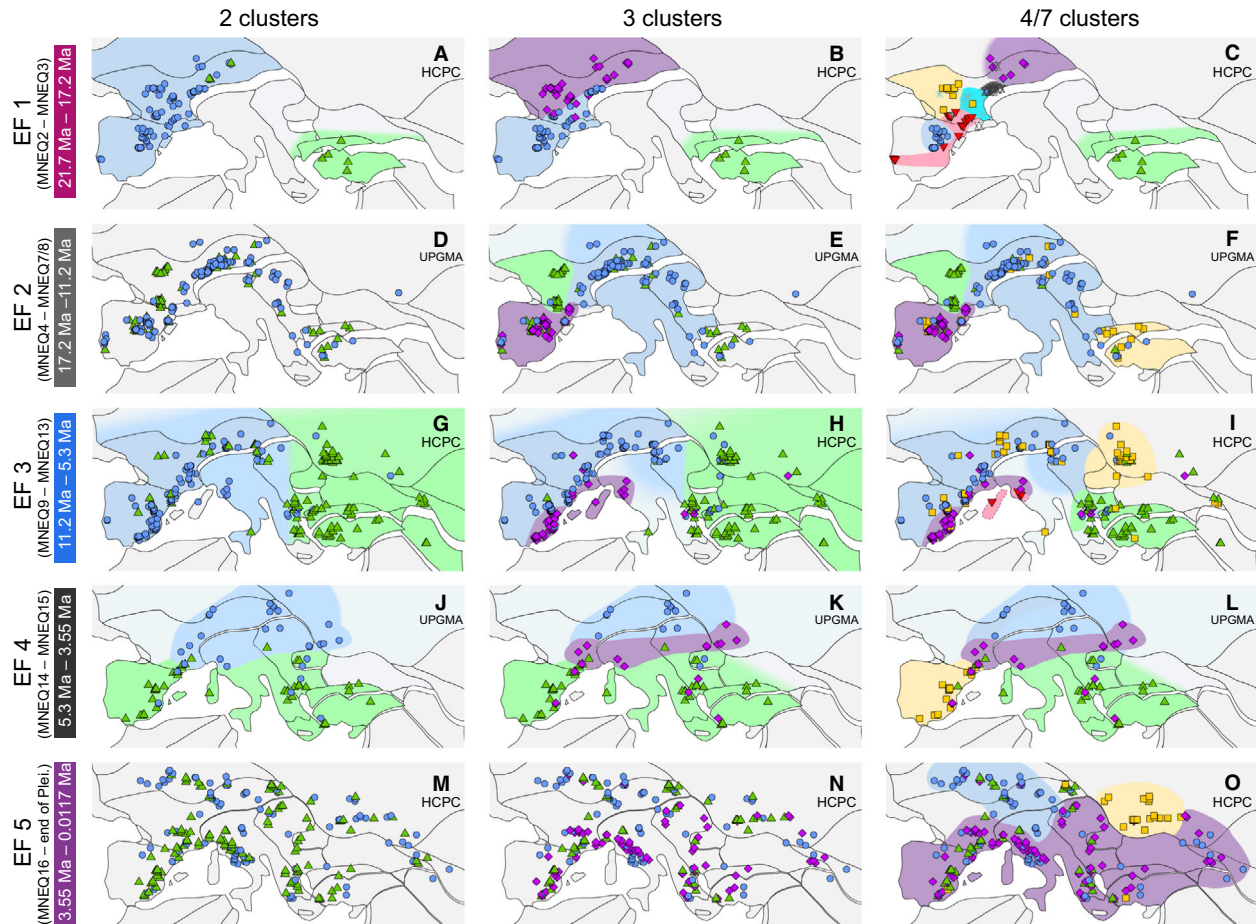 2 clusters
3 clusters
4/7 clusters
EF 1
(MNEQ2 – MNEQ3)
21.7 Ma – 17.2 Ma
A
HCPC
B
HCPC
C
HCPC
EF 2
(MNEQ4 – MNEQ7/8)
17.2 Ma –11.2 Ma
D
UPGMA
E
UPGMA
F
UPGMA
EF 3
(MNEQ9 – MNEQ13)
11.2 Ma – 5.3 Ma
G
HCPC
H
HCPC
I
HCPC
EF 4
(MNEQ14 – MNEQ15)
5.3 Ma – 3.55 Ma
J
UPGMA
K
UPGMA
L
UPGMA
EF 5
(MNEQ16 – end of Plei.)
3.55 Ma – 0.0117 Ma
M
HCPC
N
HCPC
O
HCPC